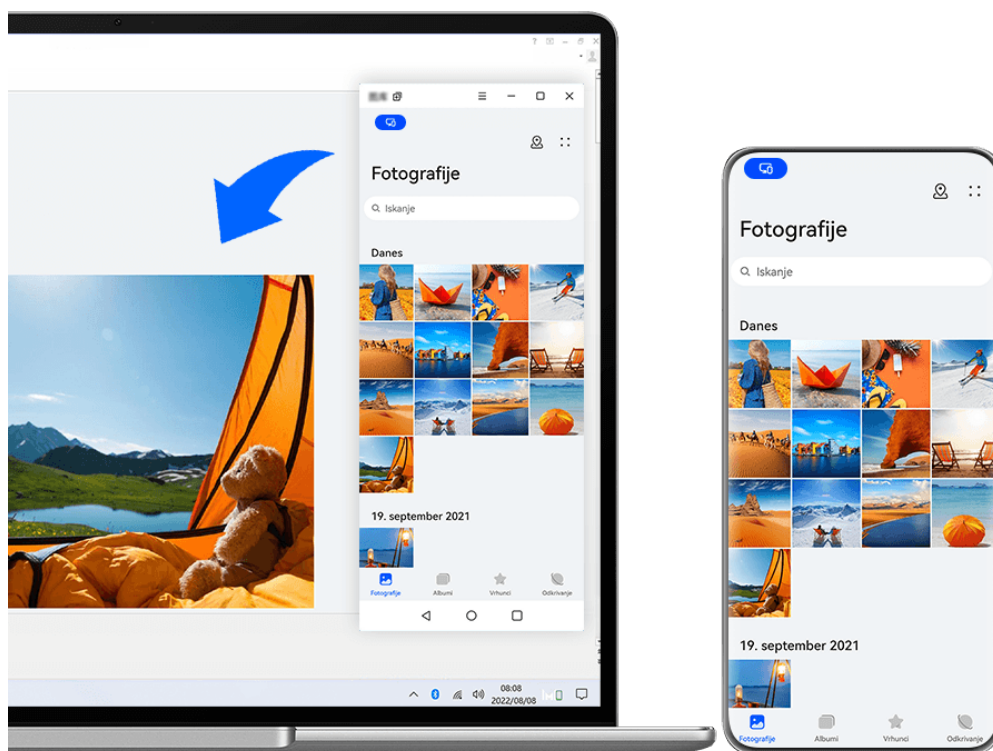 Fotografije
Iskanje
Danes
19. september 2021
Fotografije
Albumi
Vrhunci
Odkrivanje
08:08
2022/08/08
Fotografije
Iskanje
Danes
19. september 2021
Fotografije
Albumi
Vrhunci
Odkrivanje